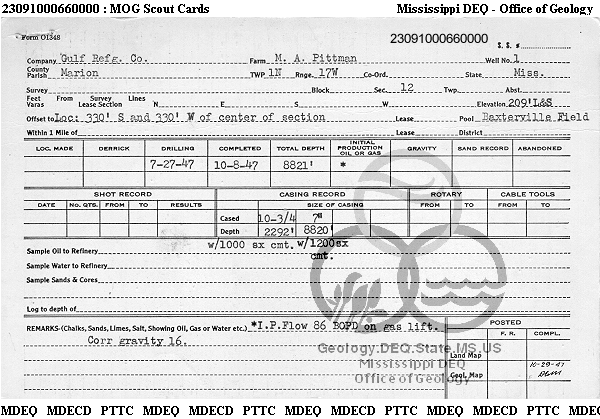 23091000660000 : MOG Scout Cards Mississippi DEQ - Office of Geology
Form O1348 23091000660000
S. S. #
Company Gulf Refg. Co. Farm M. A. Pittman Well No. 1
County Parish Marion TWP 1N Rnge. 17W Co-Ord. State Miss.
Survey Block Sec. 12 Twp. Abst.
Feet Varas From Survey Lease Section Lines N E S W Elevation 209'L&S
Offset to Loc: 330' S and 330' W of center of section Lease Pool Baxterville Field
Within 1 Mile of Lease District
LOC. MADE DERRICK DRILLING COMPLETED TOTAL DEPTH INITIAL PRODUCTION OIL OR GAS GRAVITY SAND RECORD ABANDONED
7-27-47 10-8-47 8821' *
SHOT RECORD CASING RECORD ROTARY CABLE TOOLS
DATE No. QTS. FROM TO RESULTS SIZE OF CASING FROM TO FROM TO
Cased 10-3/4 7"
Depth 2292' 8820'
w/1000 sx cmt. w/1200sx
cmt.
Sample Oil to Refinery
Sample Water to Refinery
Sample Sands & Cores
Log to depth of
REMARKS-(Chalks, Sands, Limes, Salt, Showing Oil, Gas or Water etc.) *I.P.Flow 86 BOPD on gas lift.
Corr gravity 16.
POSTED
F. R. COMPL.
Land Map
Geol. Map 10-29-47
Geology.DEQ.State.MS.US
Mississippi DEQ
Office of Geology
MDEQ MDECD PTTC MDEQ MDECD PTTC MDEQ MDECD PTTC MDEQ MDECD PTTC MDEQ